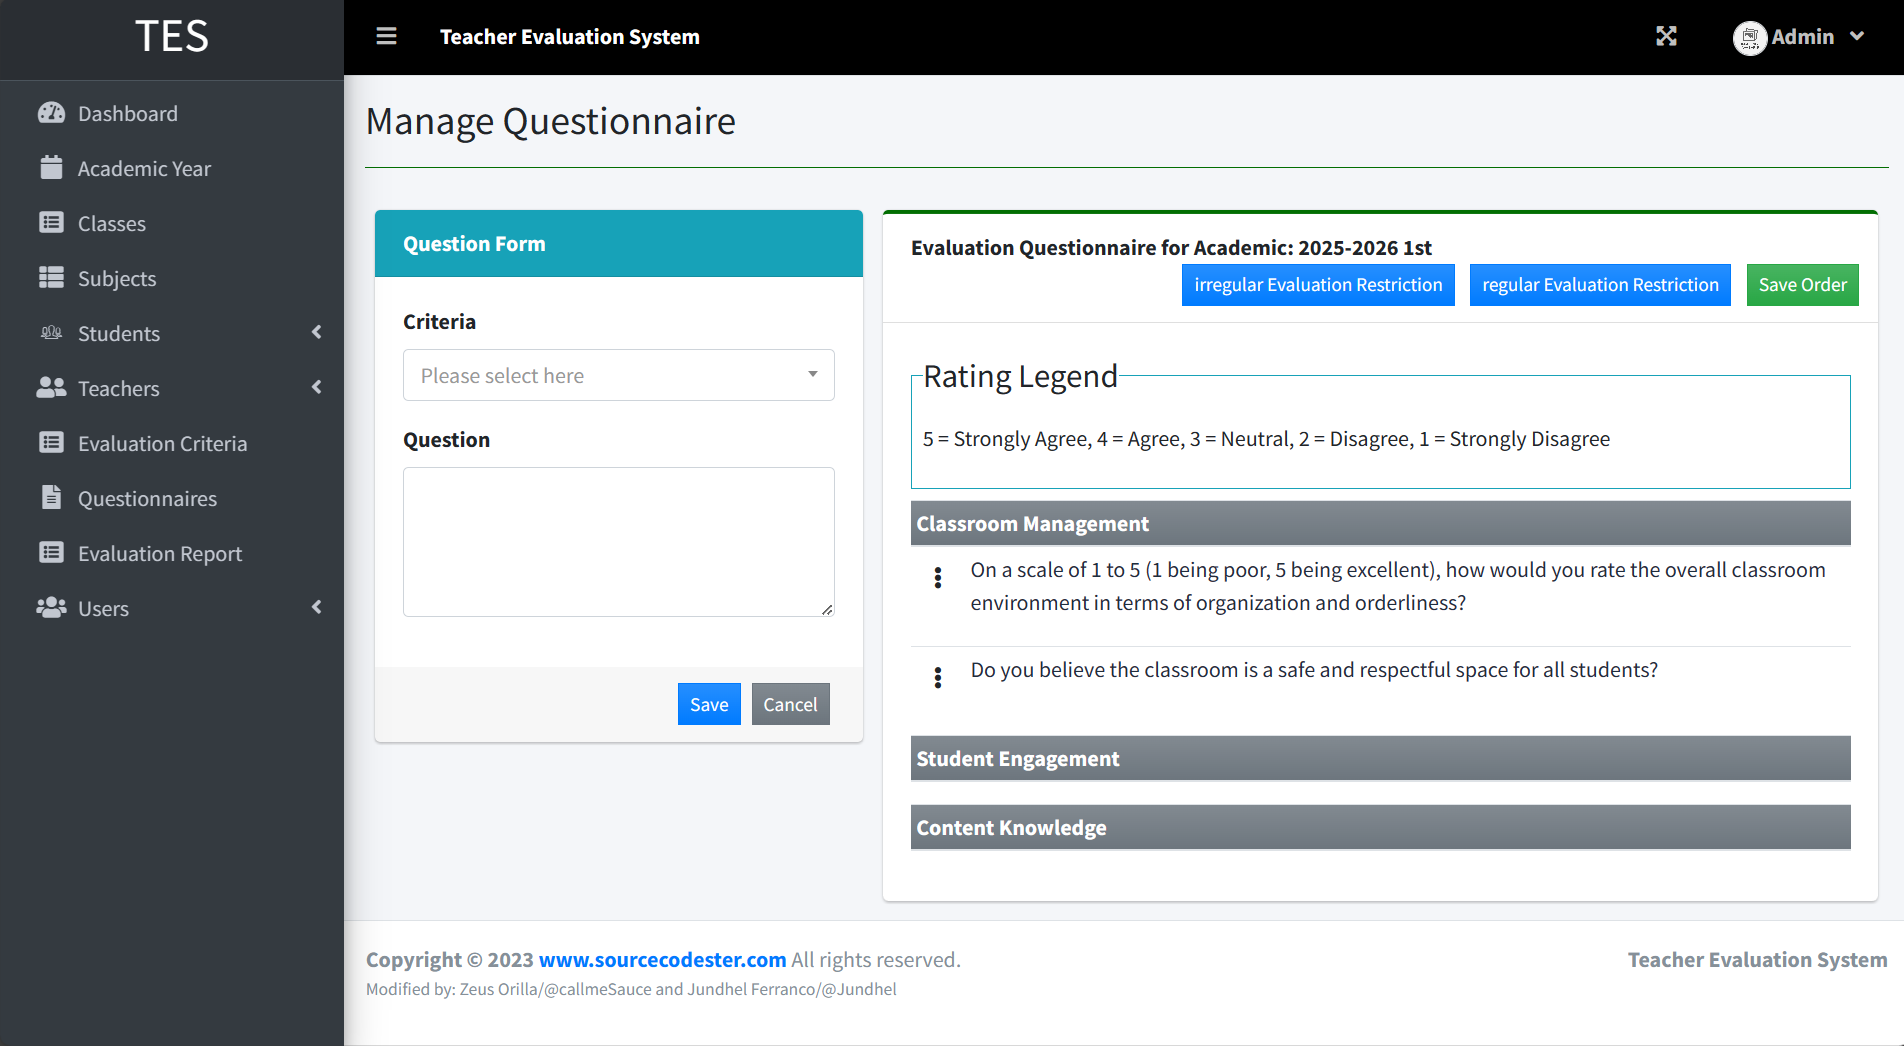 TES
Teacher Evaluation System
Admin
Dashboard
Academic Year
Classes
Subjects
Students
Teachers
Evaluation Criteria
Questionnaires
Evaluation Report
Users
Manage Questionnaire
Question Form
Criteria
Please select here
Question
Save
Cancel
Evaluation Questionnaire for Academic: 2025-2026 1st
irregular Evaluation Restriction
regular Evaluation Restriction
Save Order
Rating Legend
5 = Strongly Agree, 4 = Agree, 3 = Neutral, 2 = Disagree, 1 = Strongly Disagree
Classroom Management
On a scale of 1 to 5 (1 being poor, 5 being excellent), how would you rate the overall classroom
environment in terms of organization and orderliness?
Do you believe the classroom is a safe and respectful space for all students?
Student Engagement
Content Knowledge
Copyright © 2023 www.sourcecodester.com All rights reserved.
Teacher Evaluation System
Modified by: Zeus Orilla/@callmeSauce and Jundhel Ferranco/@Jundhel